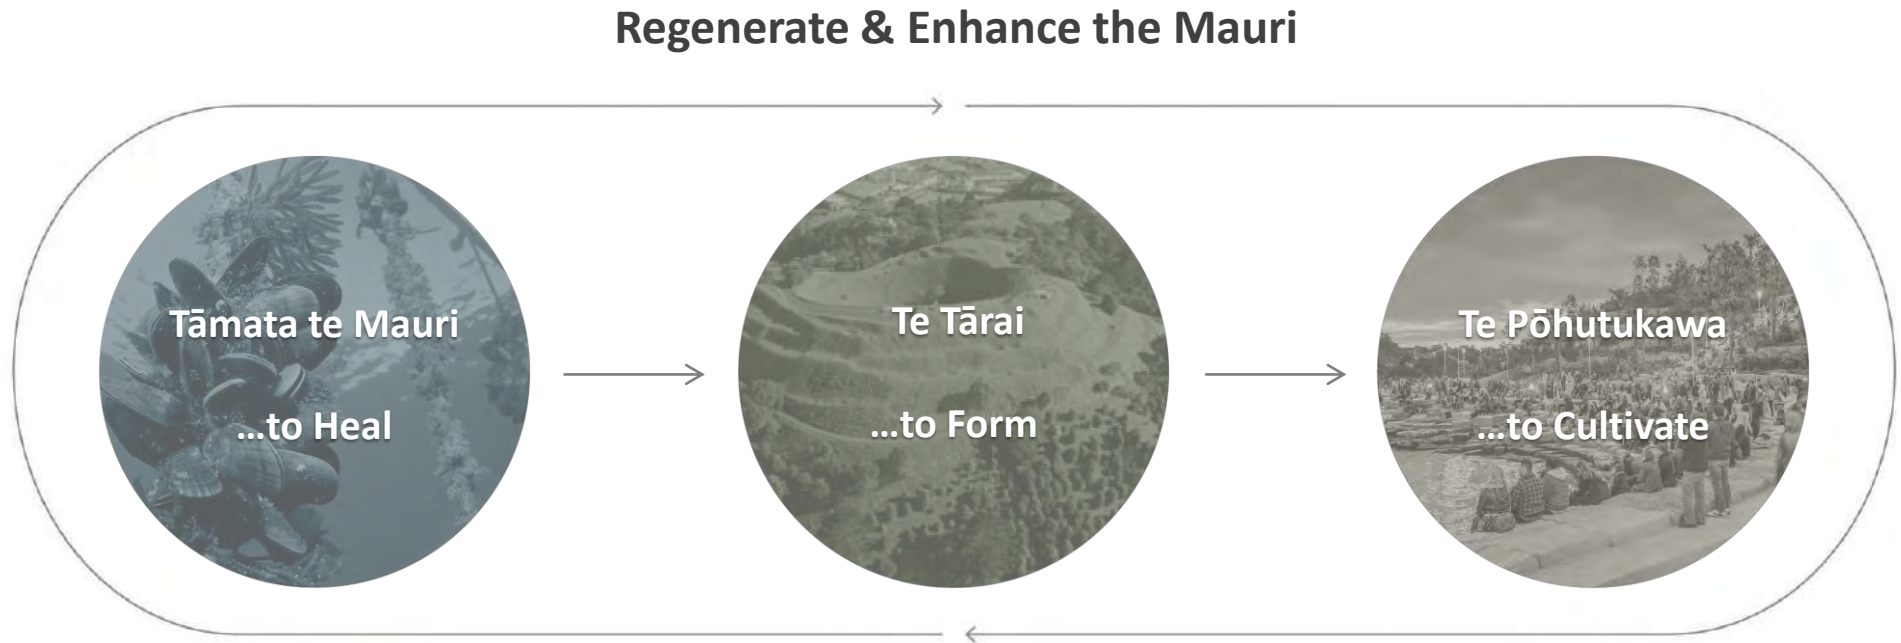 Regenerate & Enhance the Mauri
Tāmata te Mauri
...to Heal
Te Tārai
...to Form
Te Pōhutukawa
...to Cultivate